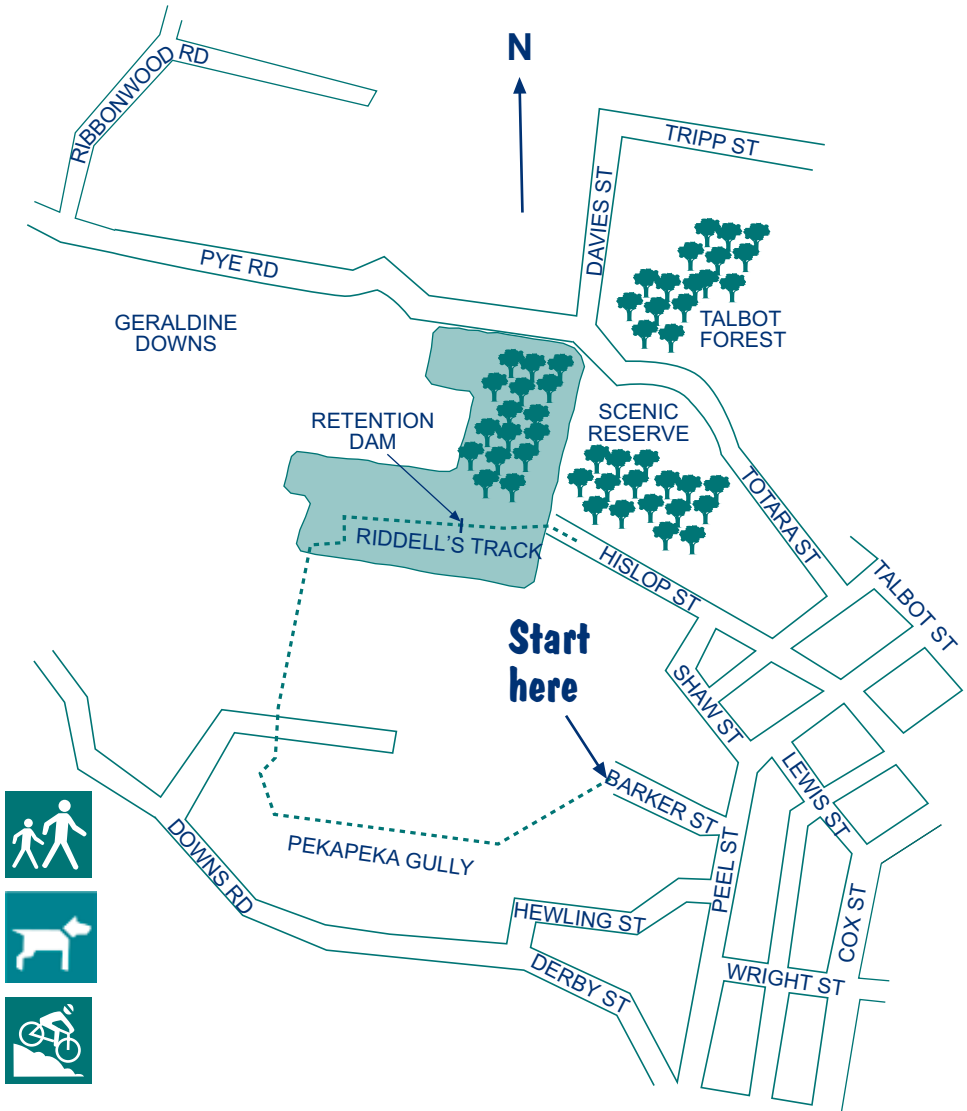 RIBBONWOOD RD
N
TRIPP ST
DAVIES ST
PYE RD
GERALDINE
DOWNS
TALBOT
FOREST
RETENTION
DAM
SCENIC
RESERVE
TOTARA ST
RIDDELL'S TRACK
HISLOP ST
TALBOT ST
Start
here
SHAW ST
BARKER ST
LEWIS ST
PEKAPEKA GULLY
DOWNS RD
PEEL ST
HEWLING ST
COX ST
DERBY ST
WRIGHT ST